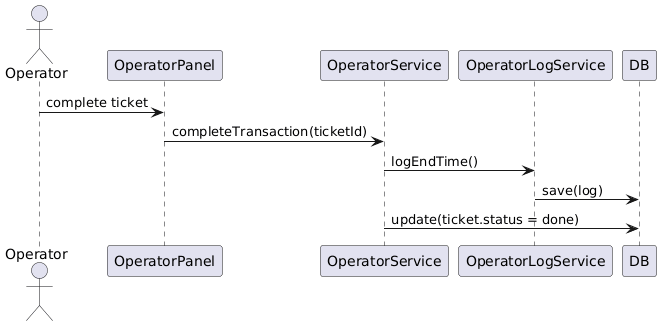 Operator
OperatorPanel
OperatorService
OperatorLogService
DB
complete ticket
completeTransaction(ticketId)
logEndTime()
save(log)
update(ticket.status = done)
Operator
OperatorPanel
OperatorService
OperatorLogService
DB